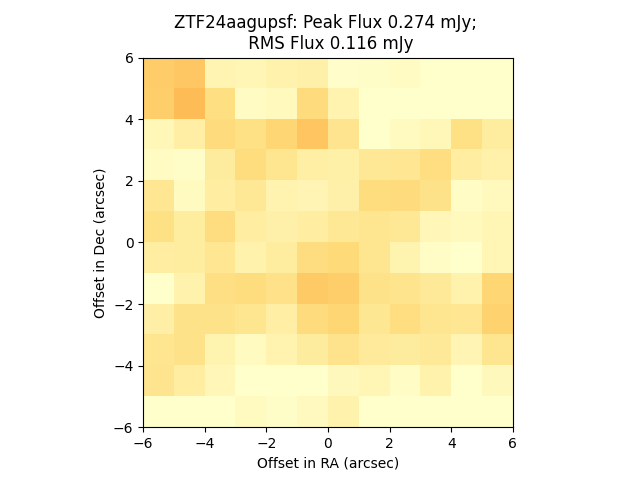 ZTF24aagupsf: Peak Flux 0.274 mJy;
RMS Flux 0.116 mJy
6
4
2
0
−2
−4
−6
Offset in Dec (arcsec)
−6 −4 −2 0 2 4 6
Offset in RA (arcsec)